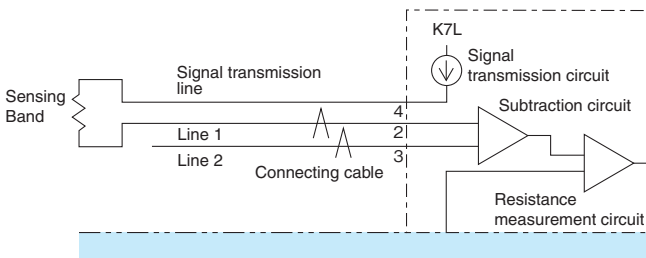 K7L
Signal
transmission circuit
Signal transmission
line
Sensing
Band
4
Subtraction circuit
Line 1
2
Line 2
3
Connecting cable
Resistance
measurement circuit